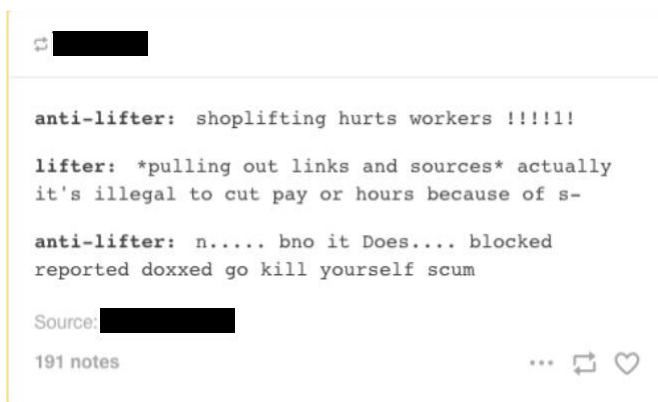 anti-lifter: shoplifting hurts workers !!!!1!
lifter: *pulling out links and sources* actually
it's illegal to cut pay or hours because of s-
anti-lifter: n..... bno it Does.... blocked
reported doxxed go kill yourself scum
Source:
191 notes